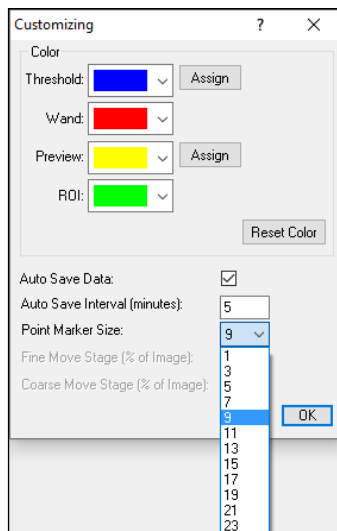 Customizing ?
Color
Threshold: Assign
Wand:
Preview: Assign
ROI:
Reset Color
Auto Save Data:
Auto Save Interval (minutes): 5
Point Marker Size: 9
Fine Move Stage (% of Image):
Coarse Move Stage (% of Image):
1
3
5
7
9
OK
11
13
15
17
19
21
23